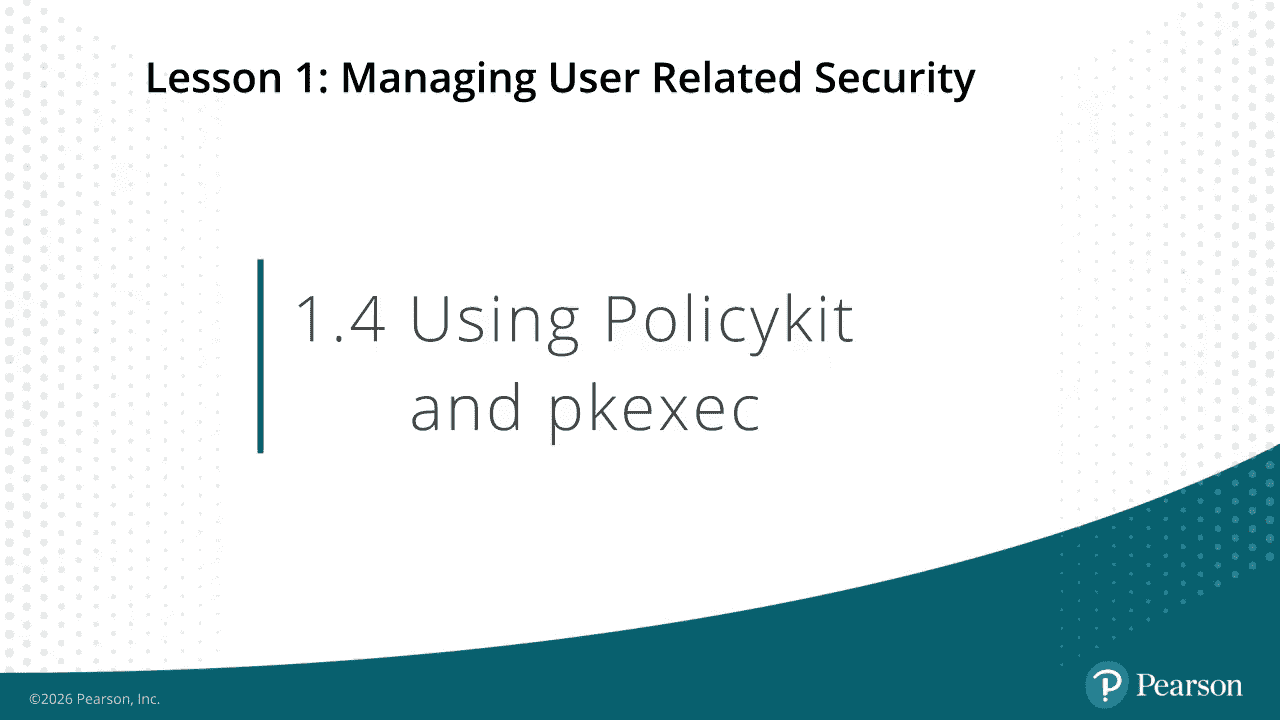 Lesson 1: Managing User Related Security
1.4 Using Policykit
and pkexec
©2026 Pearson, Inc.
Pearson